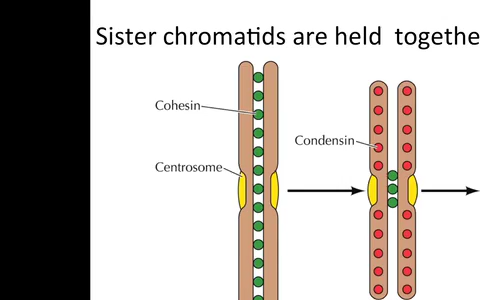 Sister chromatids are held togethe
Cohesin
Condensin
Centrosome